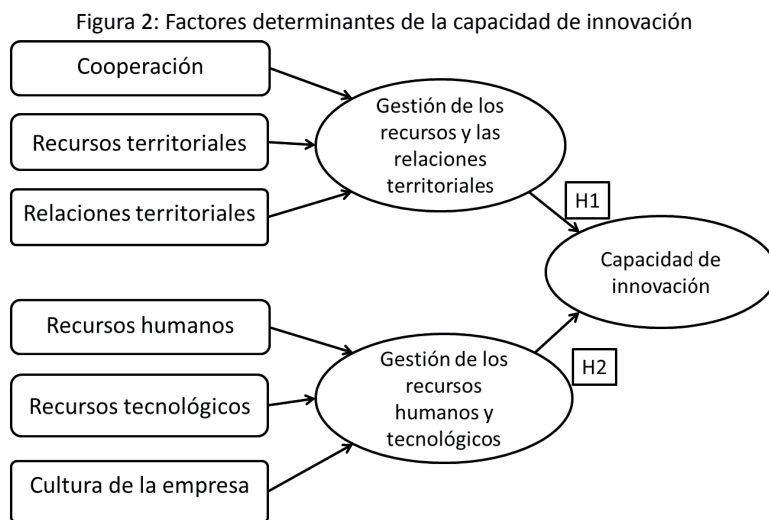 Figura 2: Factores determinantes de la capacidad de innovación
Cooperación
Recursos territoriales
Relaciones territoriales
Gestión de los
recursos y las
relaciones
territoriales
H1
Capacidad de
innovación
Recursos humanos
Recursos tecnológicos
Cultura de la empresa
Gestión de los
recursos
humanos y
tecnológicos
H2